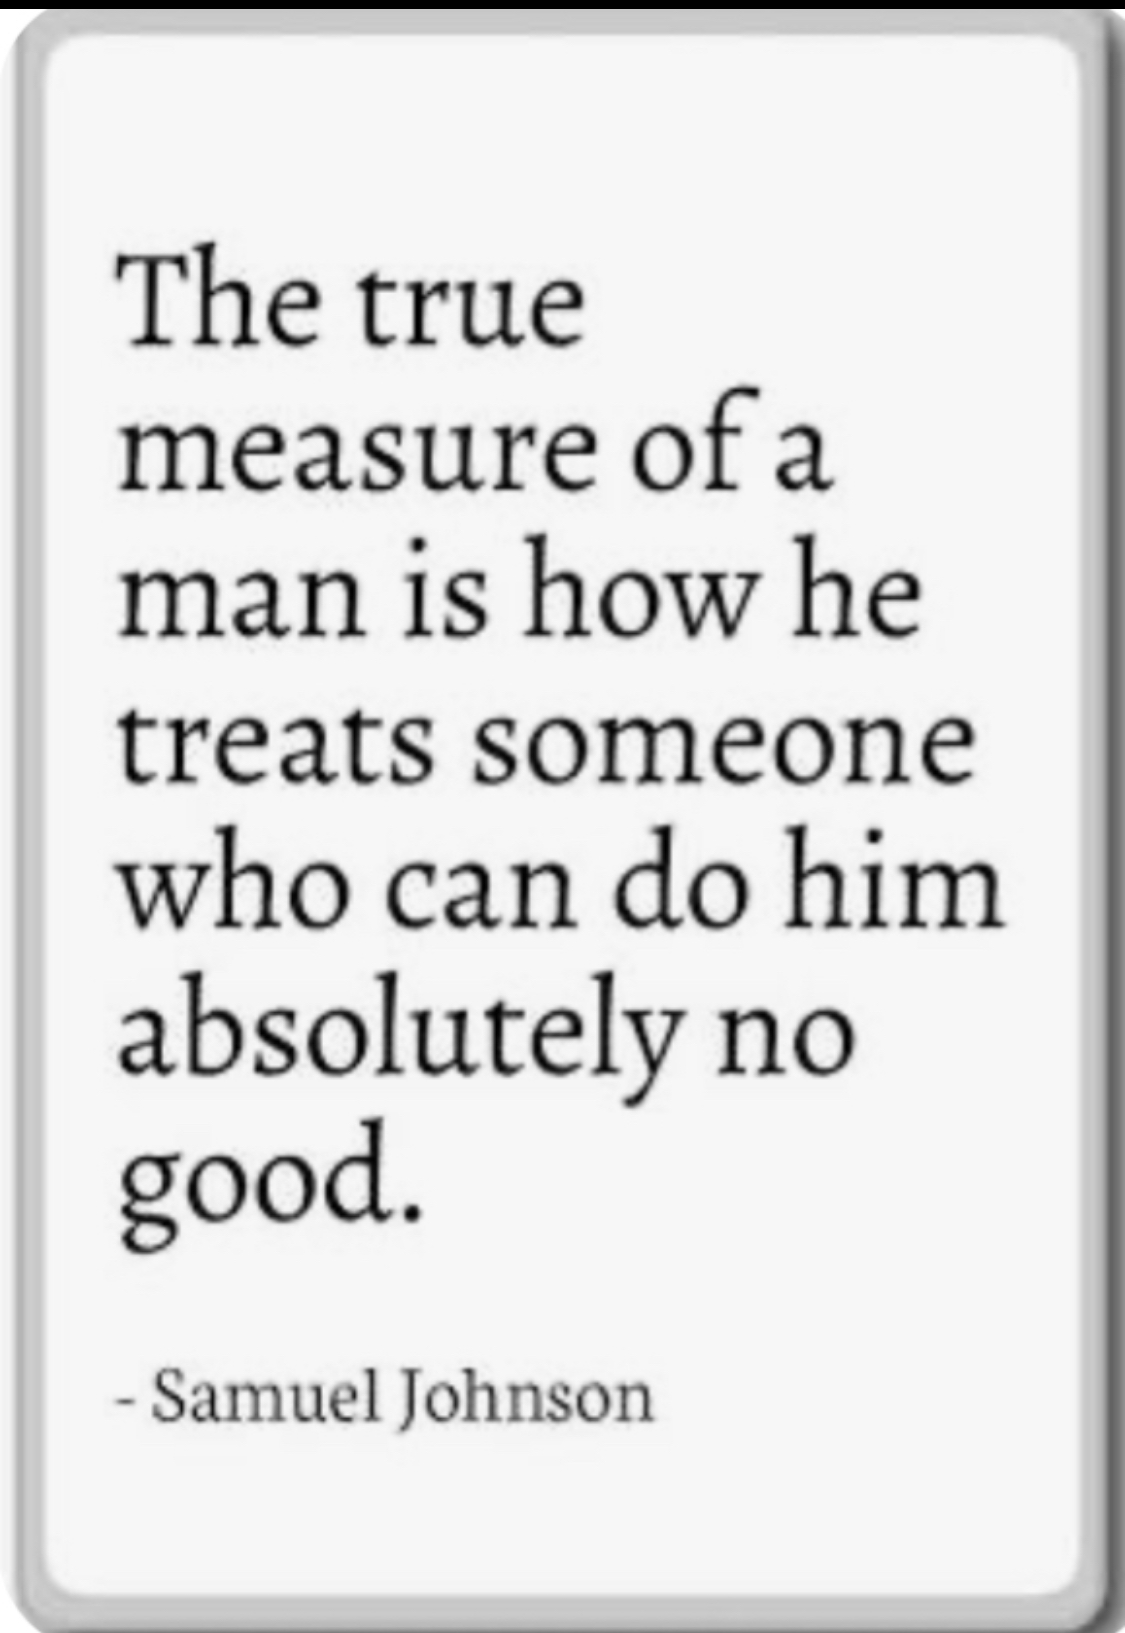 The true
measure of a
man is how he
treats someone
who can do him
absolutely no
good.
- Samuel Johnson